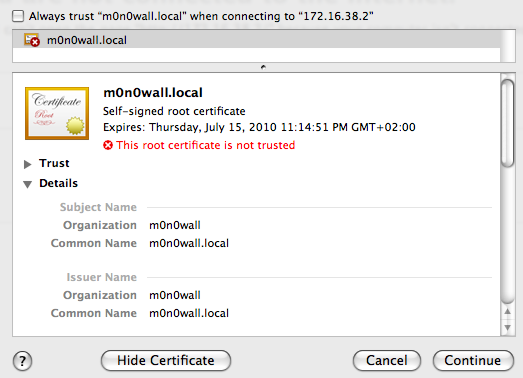 Always trust “m0n0wall.local” when connecting to “172.16.38.2”
m0n0wall.local
Certificate
Root
m0n0wall.local
Self-signed root certificate
Expires: Thursday, July 15, 2010 11:14:51 PM GMT+02:00
This root certificate is not trusted
Trust
Details
Subject Name
Organization m0n0wall
Common Name m0n0wall.local
Issuer Name
Organization m0n0wall
Common Name m0n0wall.local
?
Hide Certificate
Cancel
Continue